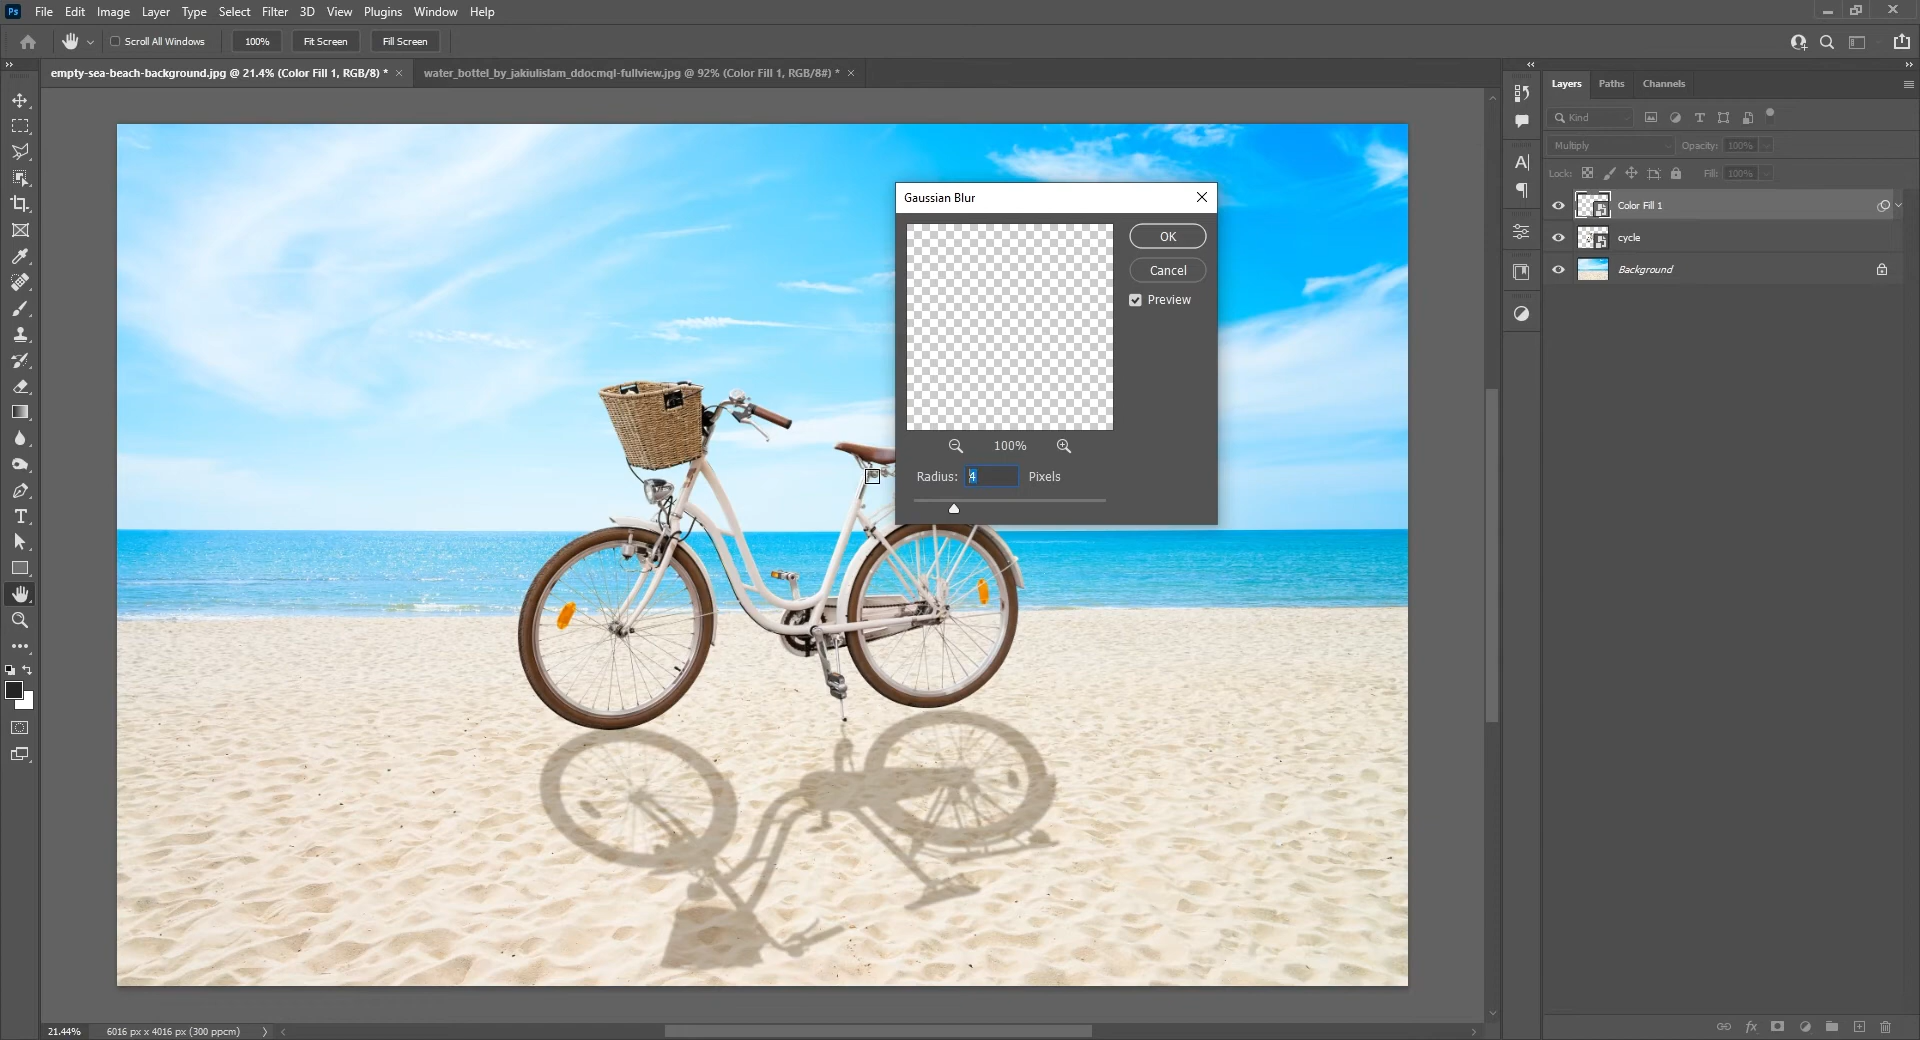 Ps File Edit Image Layer Type Select Filter 3D View Plugins Window Help
Scroll All Windows 100% Fit Screen Fill Screen
empty-sea-beach-background.jpg @ 21.4% (Color Fill 1, RGB/8) * ×
water_bottel_by_jakiulislam_ddocmql-fullview.jpg @ 92% (Color Fill 1, RGB/8#) * ×
Gaussian Blur
OK
Cancel
Preview
100%
Radius: 4 Pixels
Layers Paths Channels
Kind
Multiply Opacity: 100%
Lock: Fill: 100%
Color Fill 1
cycle
Background
21.44% 6016 px x 4016 px (300 ppcm)